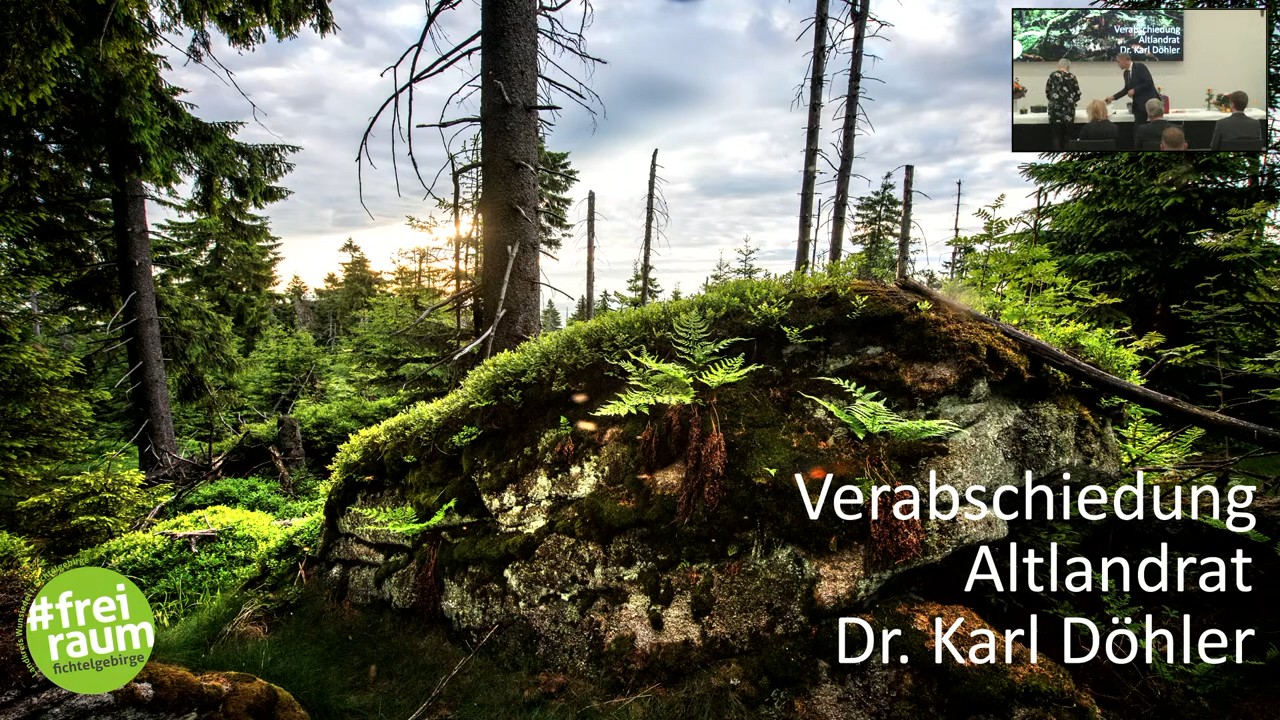 Verabschiedung
Altlandrat
Dr. Karl Döhler
Verabschiedung
Altlandrat
Dr. Karl Döhler
#frei
raum
fichtelgebirge